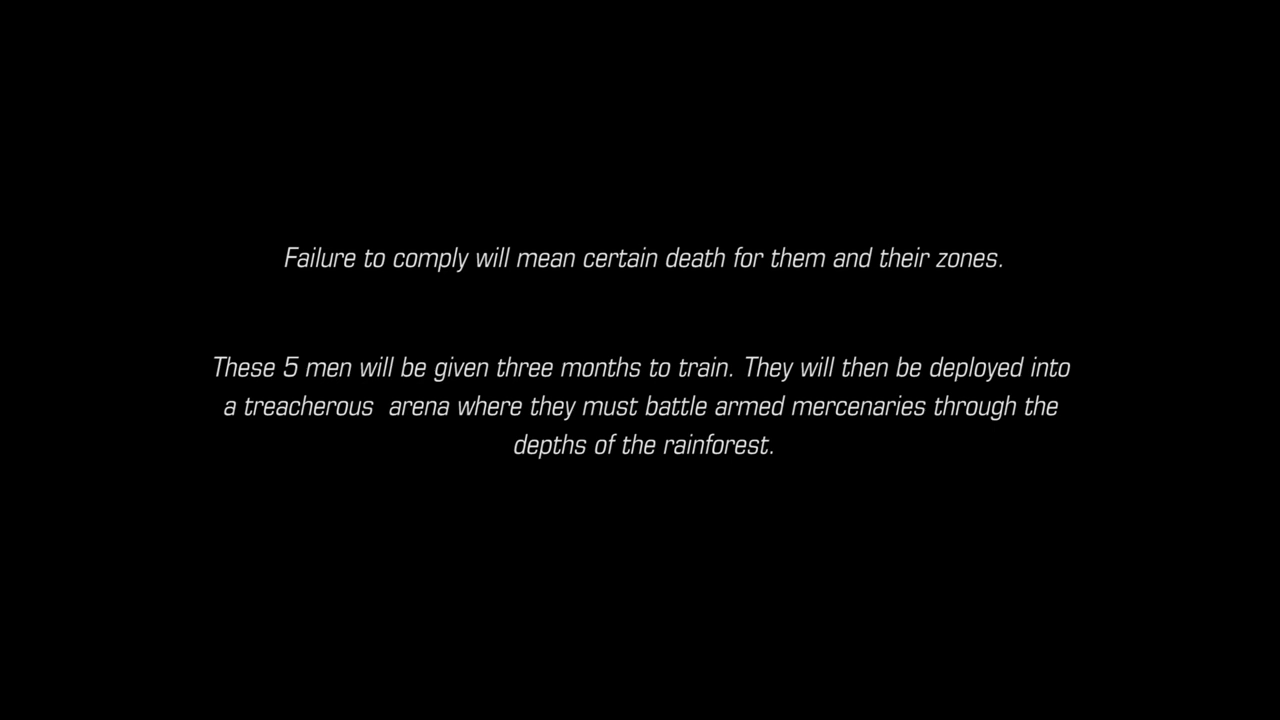 Failure to comply will mean certain death for them and their zones.
These 5 men will be given three months to train. They will then be deployed into
a treacherous  arena where they must battle armed mercenaries through the
depths of the rainforest.